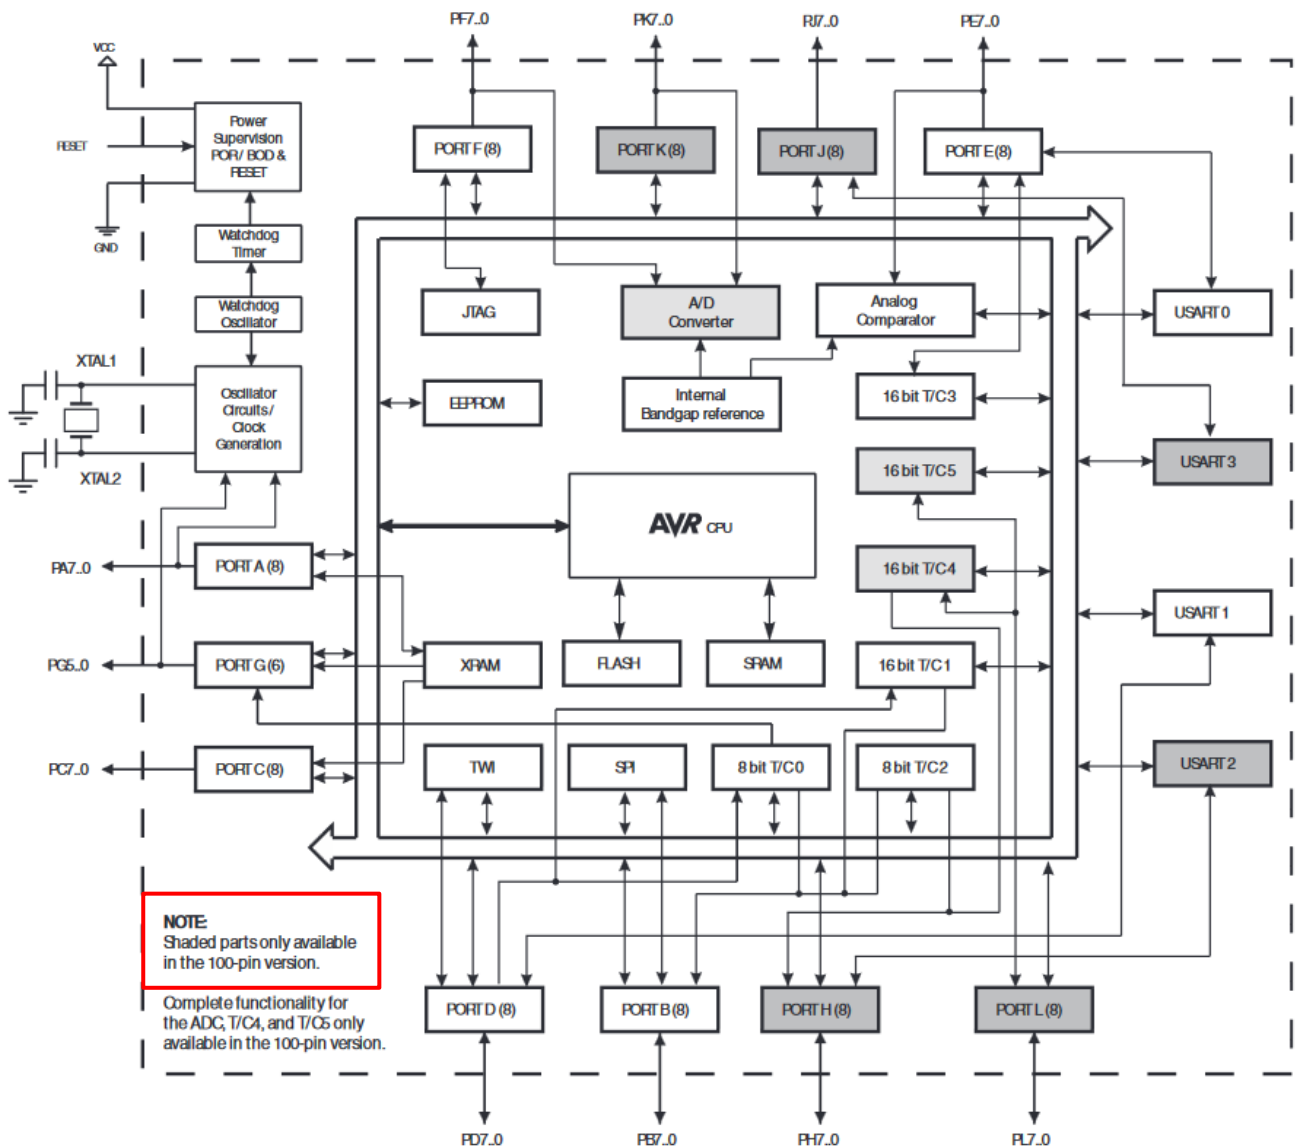 PF7..0
PK7..0
PJ7..0
PE7..0
VCC
RESET
GND
Power
Supervision
POR / BOD &
RESET
PORT F (8)
PORT K (8)
PORT J (8)
PORT E (8)
Watchdog
Timer
Watchdog
Oscillator
JTAG
A/D
Converter
Analog
Comparator
USART 0
XTAL1
XTAL2
Oscillator
Circuits /
Clock
Generation
EEPROM
Internal
Bandgap reference
16 bit T/C3
16 bit T/C5
USART 3
AVR CPU
PA7..0
PORT A (8)
16 bit T/C4
USART 1
PG5..0
PORT G (6)
XRAM
FLASH
SRAM
16 bit T/C1
PC7..0
PORT C (8)
TWI
SPI
8 bit T/C0
8 bit T/C2
USART 2
NOTE:
Shaded parts only available
in the 100-pin version.
Complete functionality for
the ADC, T/C4, and T/C5 only
available in the 100-pin version.
PORT D (8)
PORT B (8)
PORT H (8)
PORT L (8)
PD7..0
PB7..0
PH7..0
PL7..0